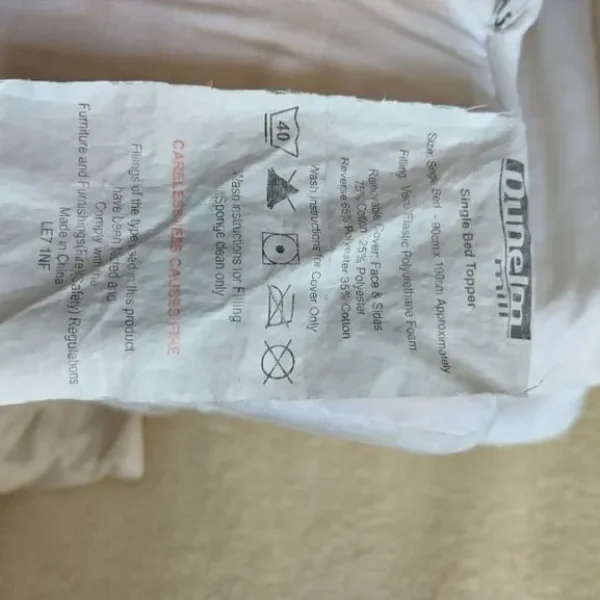 Dunelm
mill
Single Bed Topper
Size: Single Bed - 90cm x 190cm Approximately
Filling: Visco Elastic Polyurethane Foam
Removable Cover: Face & Sides
75% Cotton 25% Polyester
Reverse 65% Polyester 35% Cotton
Wash Instructions for Cover Only
40
Wash instructions for Filling
Sponge clean only
CARELESSNESS CAUSES FIRE
Fillings of the type used in this product
have been tested and
Comply with the
Furniture and Furnishings(Fire)(Safety) Regulations
Made in China
LE7 1NF